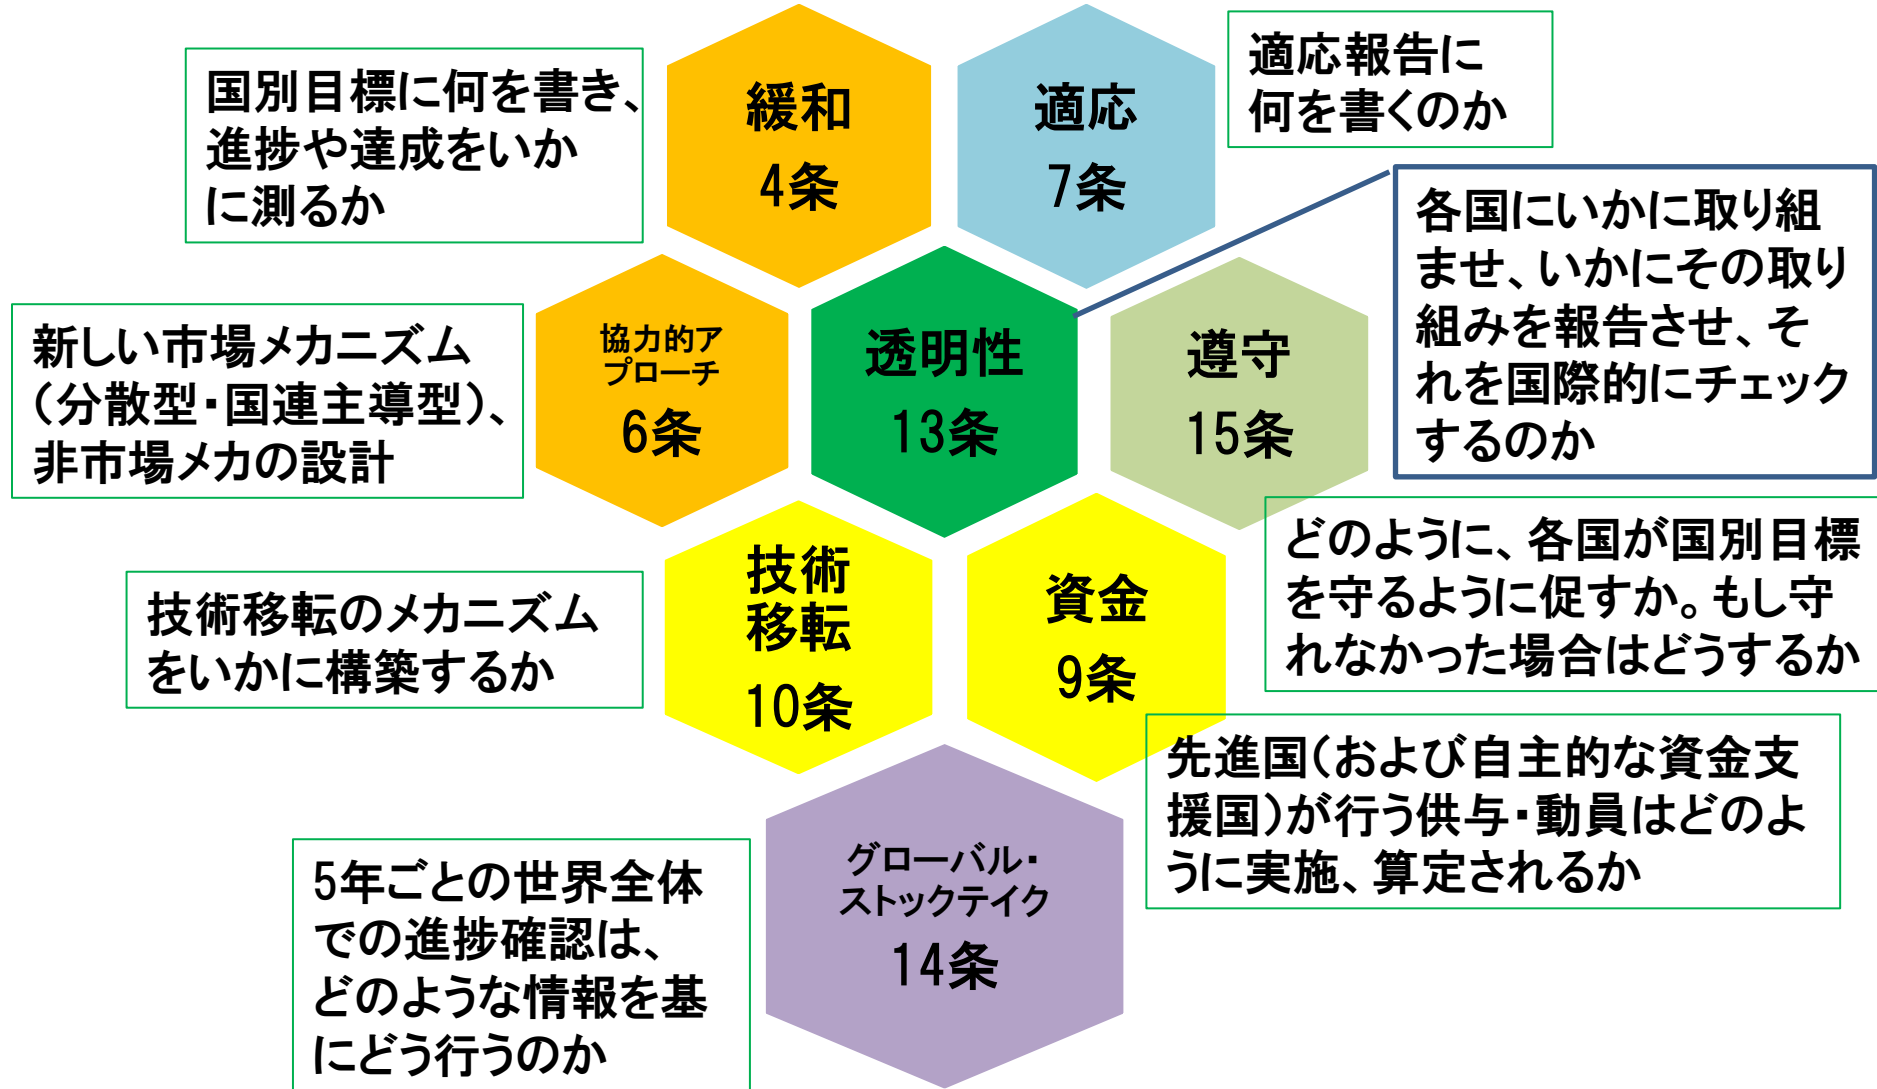 国別目標に何を書き、
進捗や達成をいか
に測るか
緩和
4条
適応
7条
適応報告に
何を書くのか
各国にいかに取り組
ませ、いかにその取り
組みを報告させ、そ
れを国際的にチェック
するのか
新しい市場メカニズム
（分散型・国連主導型）、
非市場メカの設計
協力的ア
プローチ
6条
透明性
13条
遵守
15条
どのように、各国が国別目標
を守るように促すか。もし守
れなかった場合はどうするか
技術移転のメカニズム
をいかに構築するか
技術
移転
10条
資金
9条
先進国（および自主的な資金支
援国）が行う供与・動員はどのよ
うに実施、算定されるか
5年ごとの世界全体
での進捗確認は、
どのような情報を基
にどう行うのか
グローバル・
ストックテイク
14条